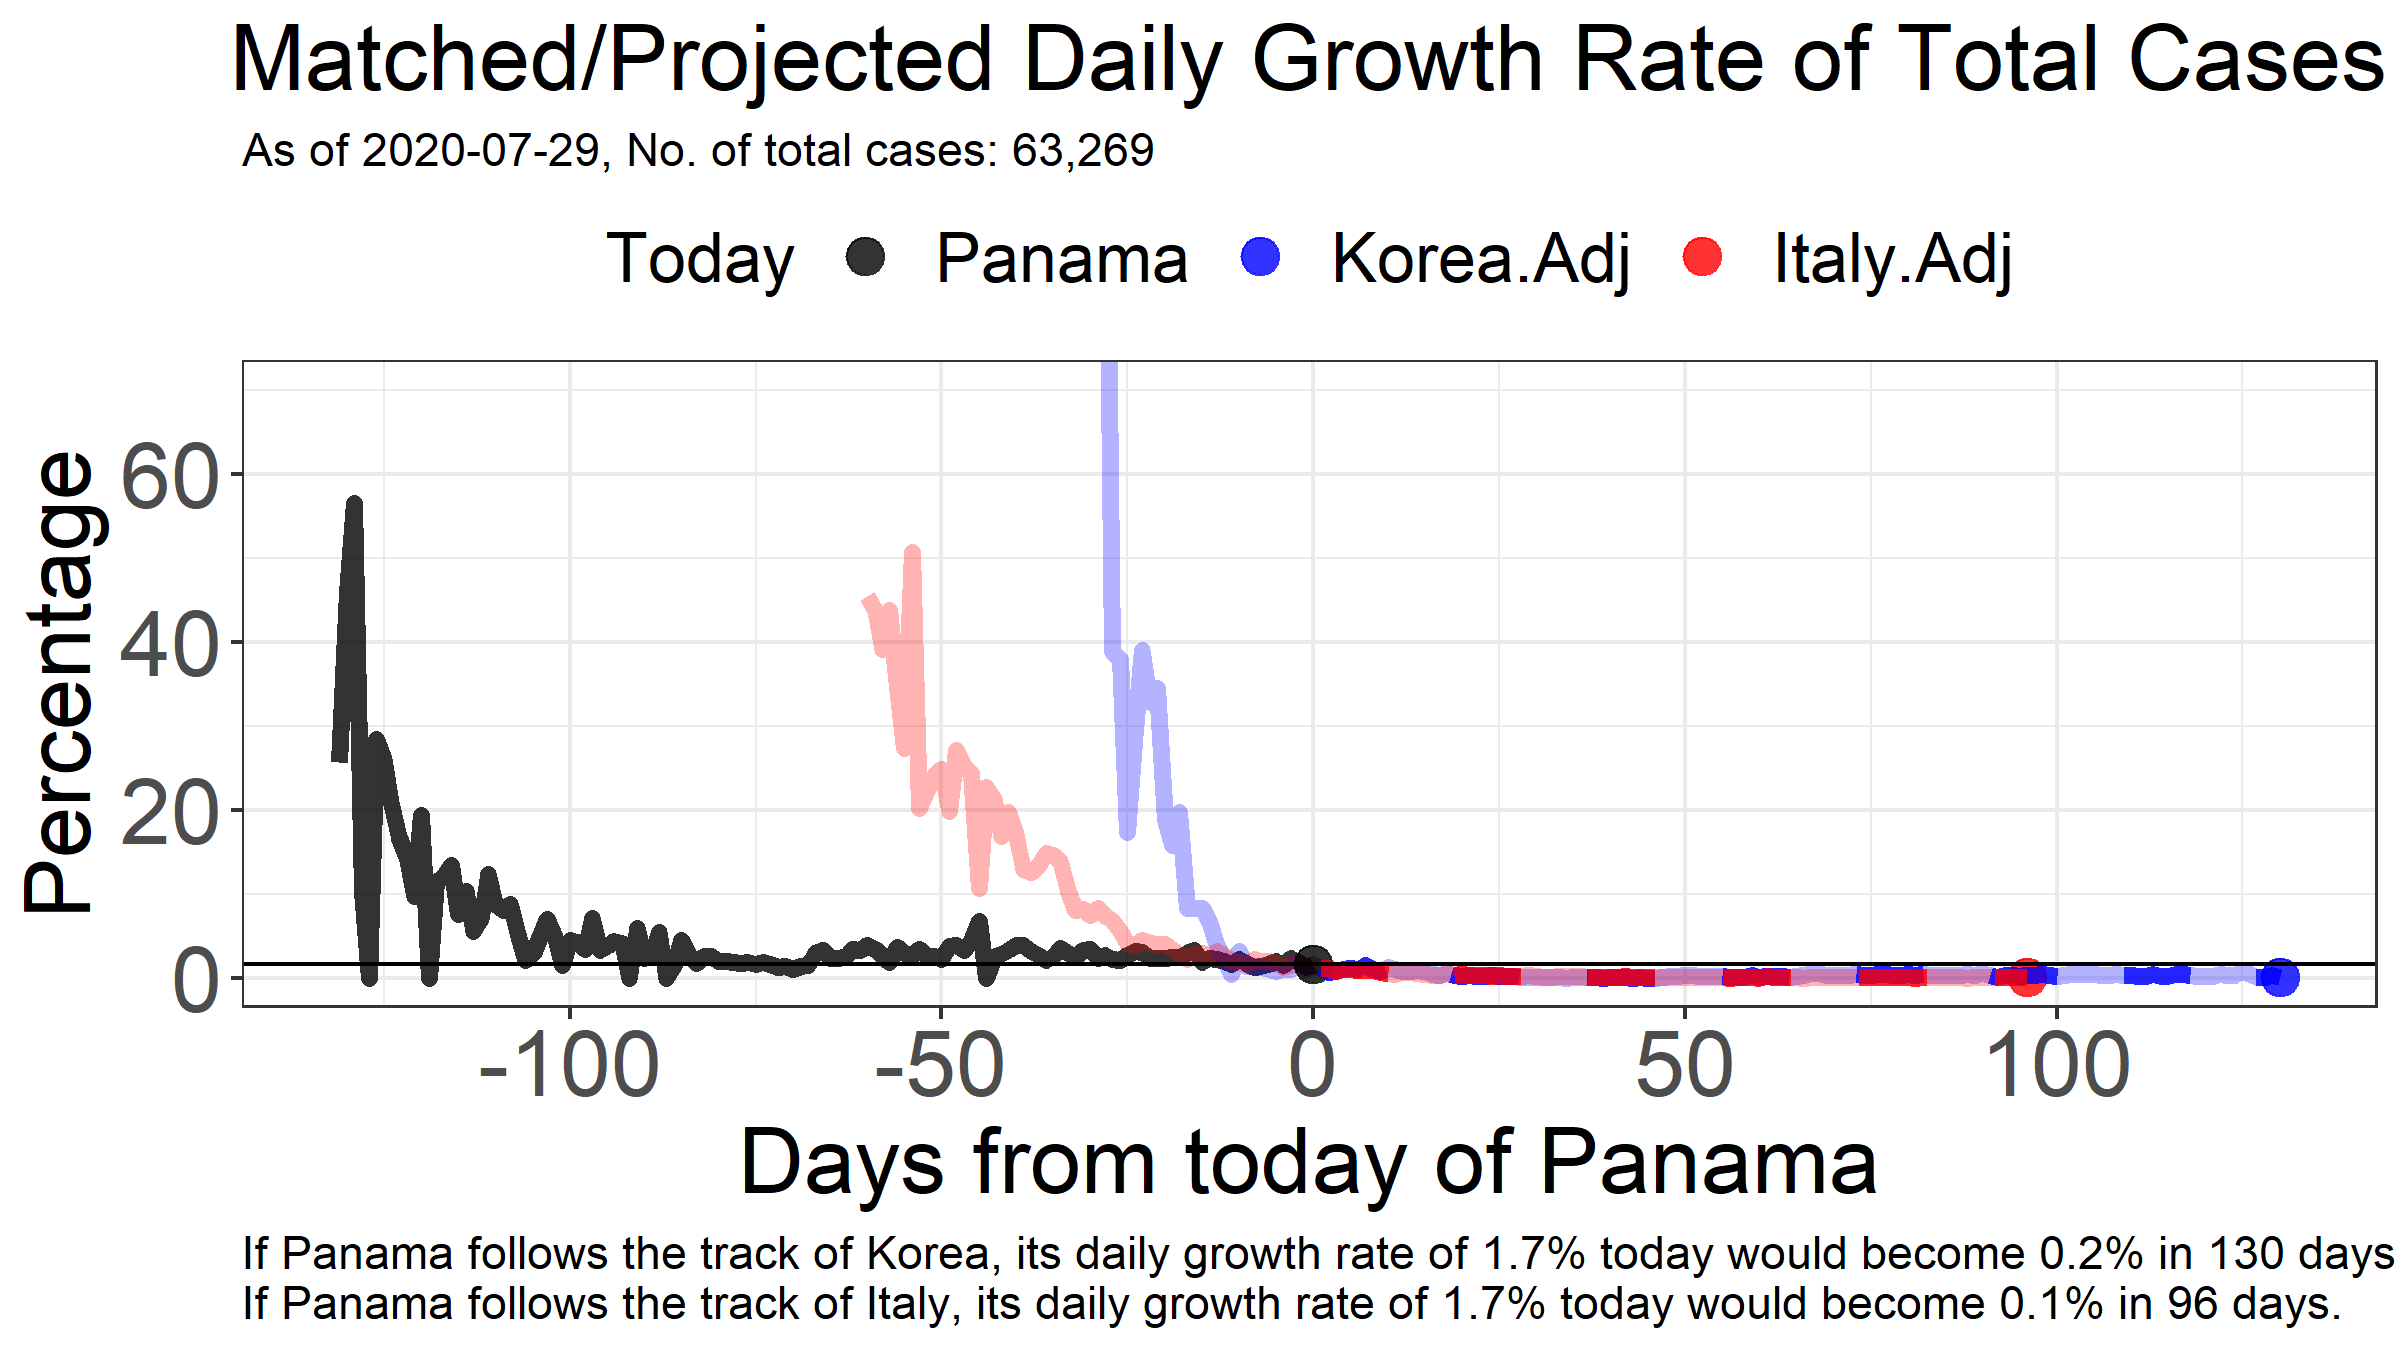 Matched/Projected Daily Growth Rate of Total Cases
As of 2020-07-29, No. of total cases: 63,269
Today Panama Korea.Adj Italy.Adj
Percentage
60
40
20
0
-100 -50 0 50 100
Days from today of Panama
If Panama follows the track of Korea, its daily growth rate of 1.7% today would become 0.2% in 130 days
If Panama follows the track of Italy, its daily growth rate of 1.7% today would become 0.1% in 96 days.